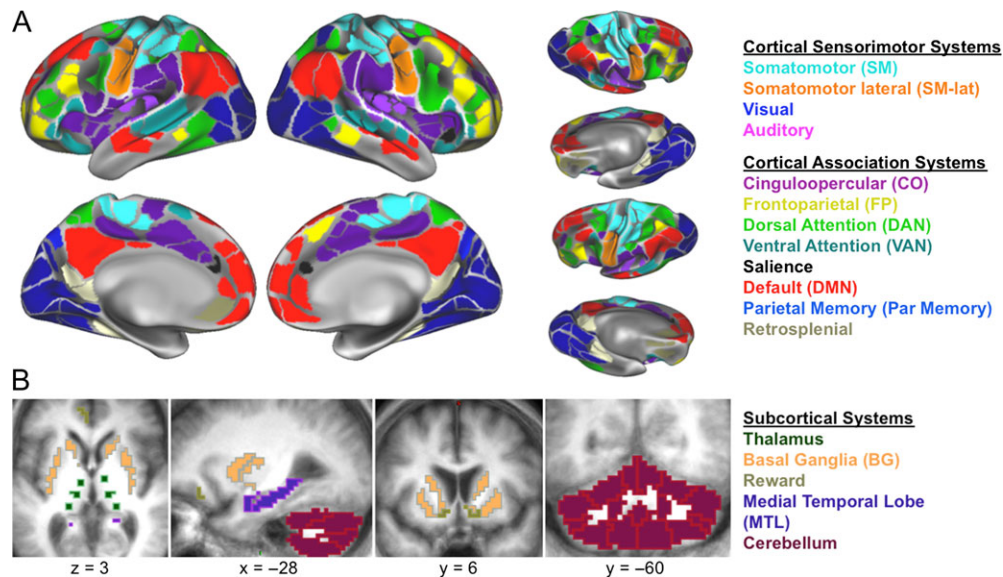 A
Cortical Sensorimotor Systems
Somatomotor (SM)
Somatomotor lateral (SM-lat)
Visual
Auditory
Cortical Association Systems
Cinguloopercular (CO)
Frontoparietal (FP)
Dorsal Attention (DAN)
Ventral Attention (VAN)
Salience
Default (DMN)
Parietal Memory (Par Memory)
Retrosplenial
B
Subcortical Systems
Thalamus
Basal Ganglia (BG)
Reward
Medial Temporal Lobe
(MTL)
Cerebellum
z = 3
x = −28
y = 6
y = −60